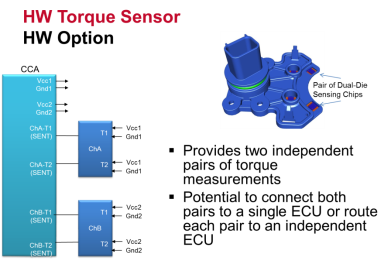 HW Torque Sensor
HW Option
CCA
Vcc1
Gnd1
Vcc2
Gnd2
ChA-T1
(SENT)
ChA-T2
(SENT)
ChB-T1
(SENT)
ChB-T2
(SENT)
T1
ChA
T2
Vcc1
Gnd1
Vcc1
Gnd1
T1
ChB
T2
Vcc2
Gnd2
Vcc2
Gnd2
Pair of Dual-Die
Sensing Chips
▪ Provides two independent
pairs of torque
measurements
▪ Potential to connect both
pairs to a single ECU or route
each pair to an independent
ECU